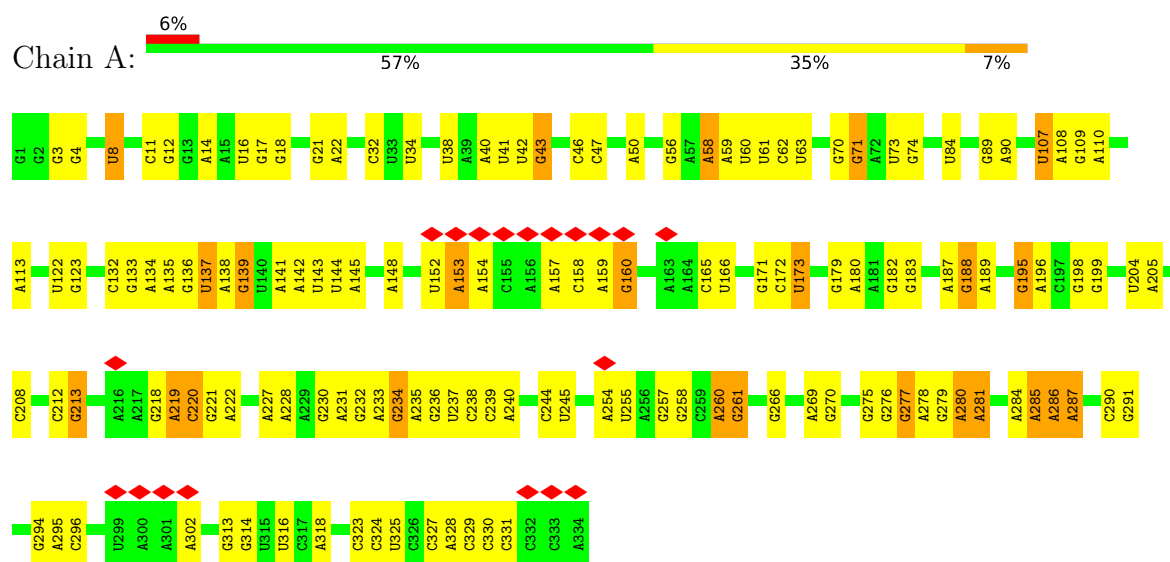 6%
Chain A:
57% 35% 7%
G1 G2 G3 G4 U8 C11 G12 G13 A14 A15 U16 G17 G18 G21 A22 C32 U33 U34 U38 A39 A40 U41 U42 G43 C46 C47 A50 G56 A57 A58 A59 U60 U61 C62 U63 G70 G71 A72 U73 G74 U84 G89 A90 U107 A108 G109 A110
A113 U122 G123 C132 G133 A134 A135 G136 U137 A138 G139 U140 A141 A142 U143 U144 A145 A148 U152 A153 A154 C155 A156 A157 C158 A159 G160 A163 A164 C165 U166 G171 C172 U173 G179 A180 A181 G182 G183 A187 G188 A189 G195 A196 C197 G198 G199 U204 A205
C208 C212 G213 A216 A217 G218 A219 C220 G221 A222 A227 A228 A229 G230 A231 G232 A233 G234 A235 G236 U237 C238 C239 A240 C244 U245 A254 U255 A256 G257 G258 C259 A260 G261 G266 A269 G270 G275 G276 G277 A278 G279 A280 A281 A284 A285 A286 A287 C290 G291
G294 A295 C296 U299 A300 A301 A302 G313 G314 U315 U316 C317 A318 C323 C324 U325 C326 C327 A328 C329 C330 C331 C332 C333 A334